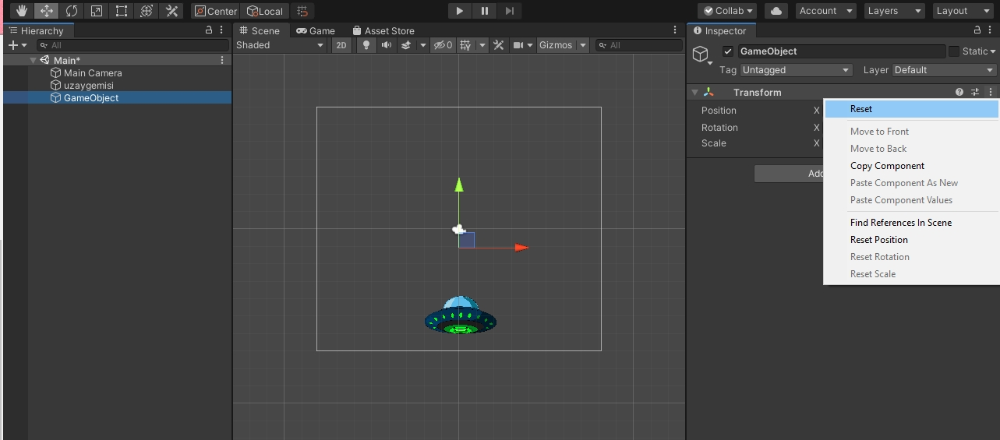 Center Local Collab Account Layers Layout
Hierarchy
All
Main*
Main Camera
uzaygemisi
GameObject
Scene Game Asset Store
Shaded 2D 0 Gizmos All
Inspector
GameObject Static
Tag Untagged Layer Default
Transform
Position X
Rotation X
Scale X
Add
Reset
Move to Front
Move to Back
Copy Component
Paste Component As New
Paste Component Values
Find References In Scene
Reset Position
Reset Rotation
Reset Scale